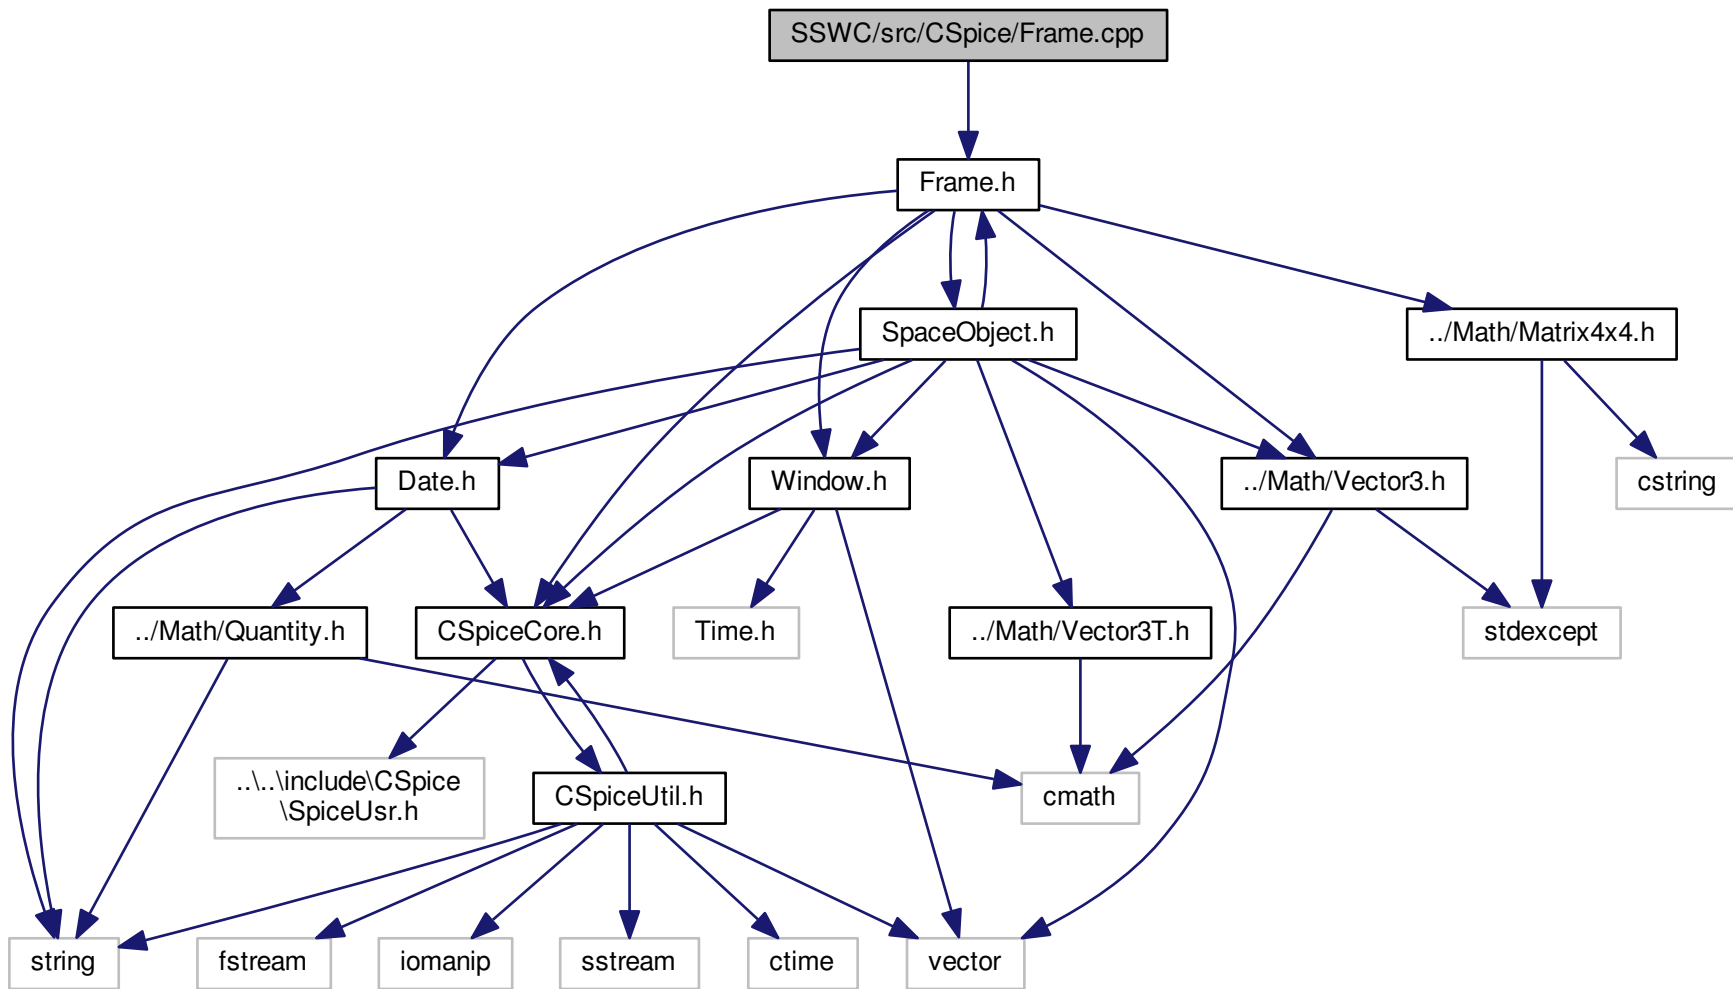 SSWC/src/CSpice/Frame.cpp
Frame.h
SpaceObject.h
../Math/Matrix4x4.h
Date.h
Window.h
../Math/Vector3.h
cstring
../Math/Quantity.h
CSpiceCore.h
Time.h
../Math/Vector3T.h
stdexcept
..\..\include\CSpice
\SpiceUsr.h
CSpiceUtil.h
cmath
string
fstream
iomanip
sstream
ctime
vector